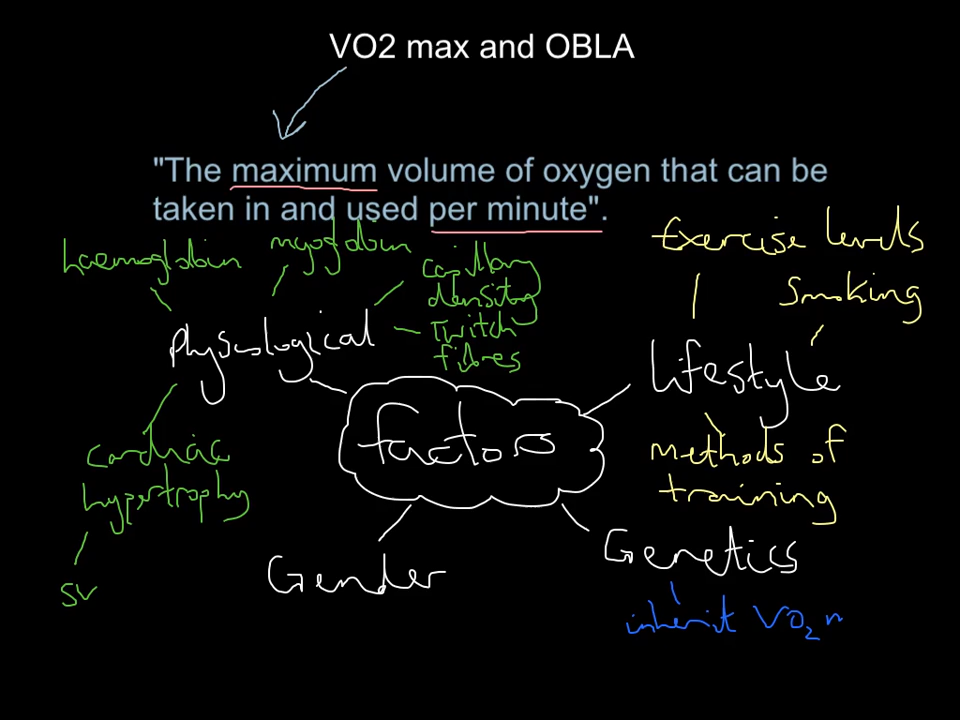 VO2 max and OBLA
"The maximum volume of oxygen that can be
taken in and used per minute".
haemoglobin
myoglobin
capillary
density
Twitch
fibres
Physcological
cardiac
hypertrophy
SV
factors
Exercise levels
Smoking
Lifestyle
methods of
training
Gender
Genetics
inherit VO2 m